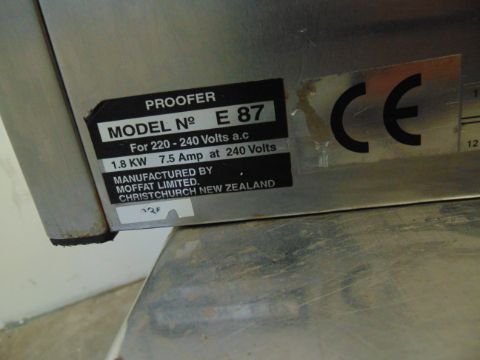 PROOFER
MODEL Nº E 87
For 220 - 240 Volts a.c
1.8 KW 7.5 Amp at 240 Volts
MANUFACTURED BY
MOFFAT LIMITED.
CHRISTCHURCH NEW ZEALAND
CE
12